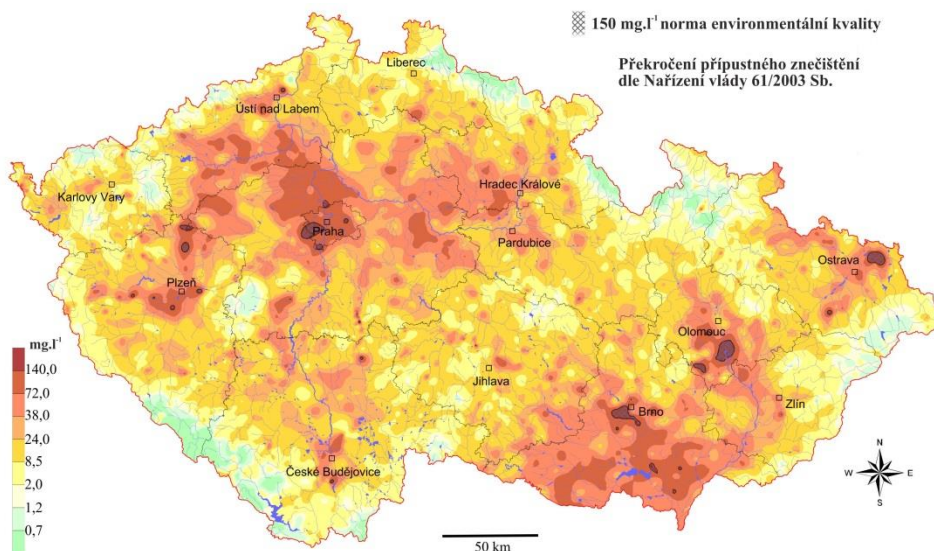 150 mg.l⁻¹ norma environmentální kvality
Překročení přípustného znečištění
dle Nařízení vlády 61/2003 Sb.
Liberec
Ústí nad Labem
Karlovy Váry
Hradec Králové
Praha
Pardubice
Plzeň
Ostrava
Olomouc
Jihlava
Zlín
Brno
České Budějovice
mg.l⁻¹
140,0
72,0
38,0
24,0
8,5
2,0
1,2
0,7
N
W E
S
50 km